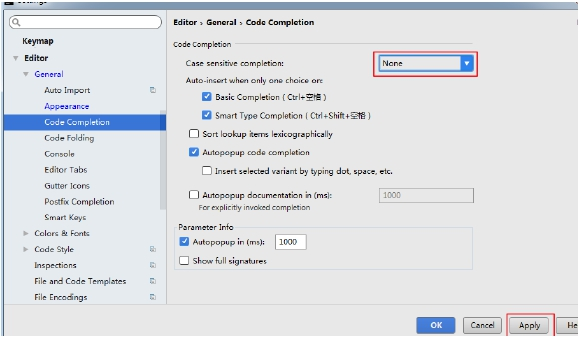 Settings
Editor › General › Code Completion
Keymap
Editor
General
Auto Import
Appearance
Code Completion
Code Folding
Console
Editor Tabs
Gutter Icons
Postfix Completion
Smart Keys
Colors & Fonts
Code Style
Inspections
File and Code Templates
File Encodings
Code Completion
Case sensitive completion: None
Auto-insert when only one choice on:
Basic Completion ( Ctrl+空格 )
Smart Type Completion ( Ctrl+Shift+空格 )
Sort lookup items lexicographically
Autopopup code completion
Insert selected variant by typing dot, space, etc.
Autopopup documentation in (ms): 1000
For explicitly invoked completion
Parameter Info
Autopopup in (ms): 1000
Show full signatures
OK Cancel Apply He